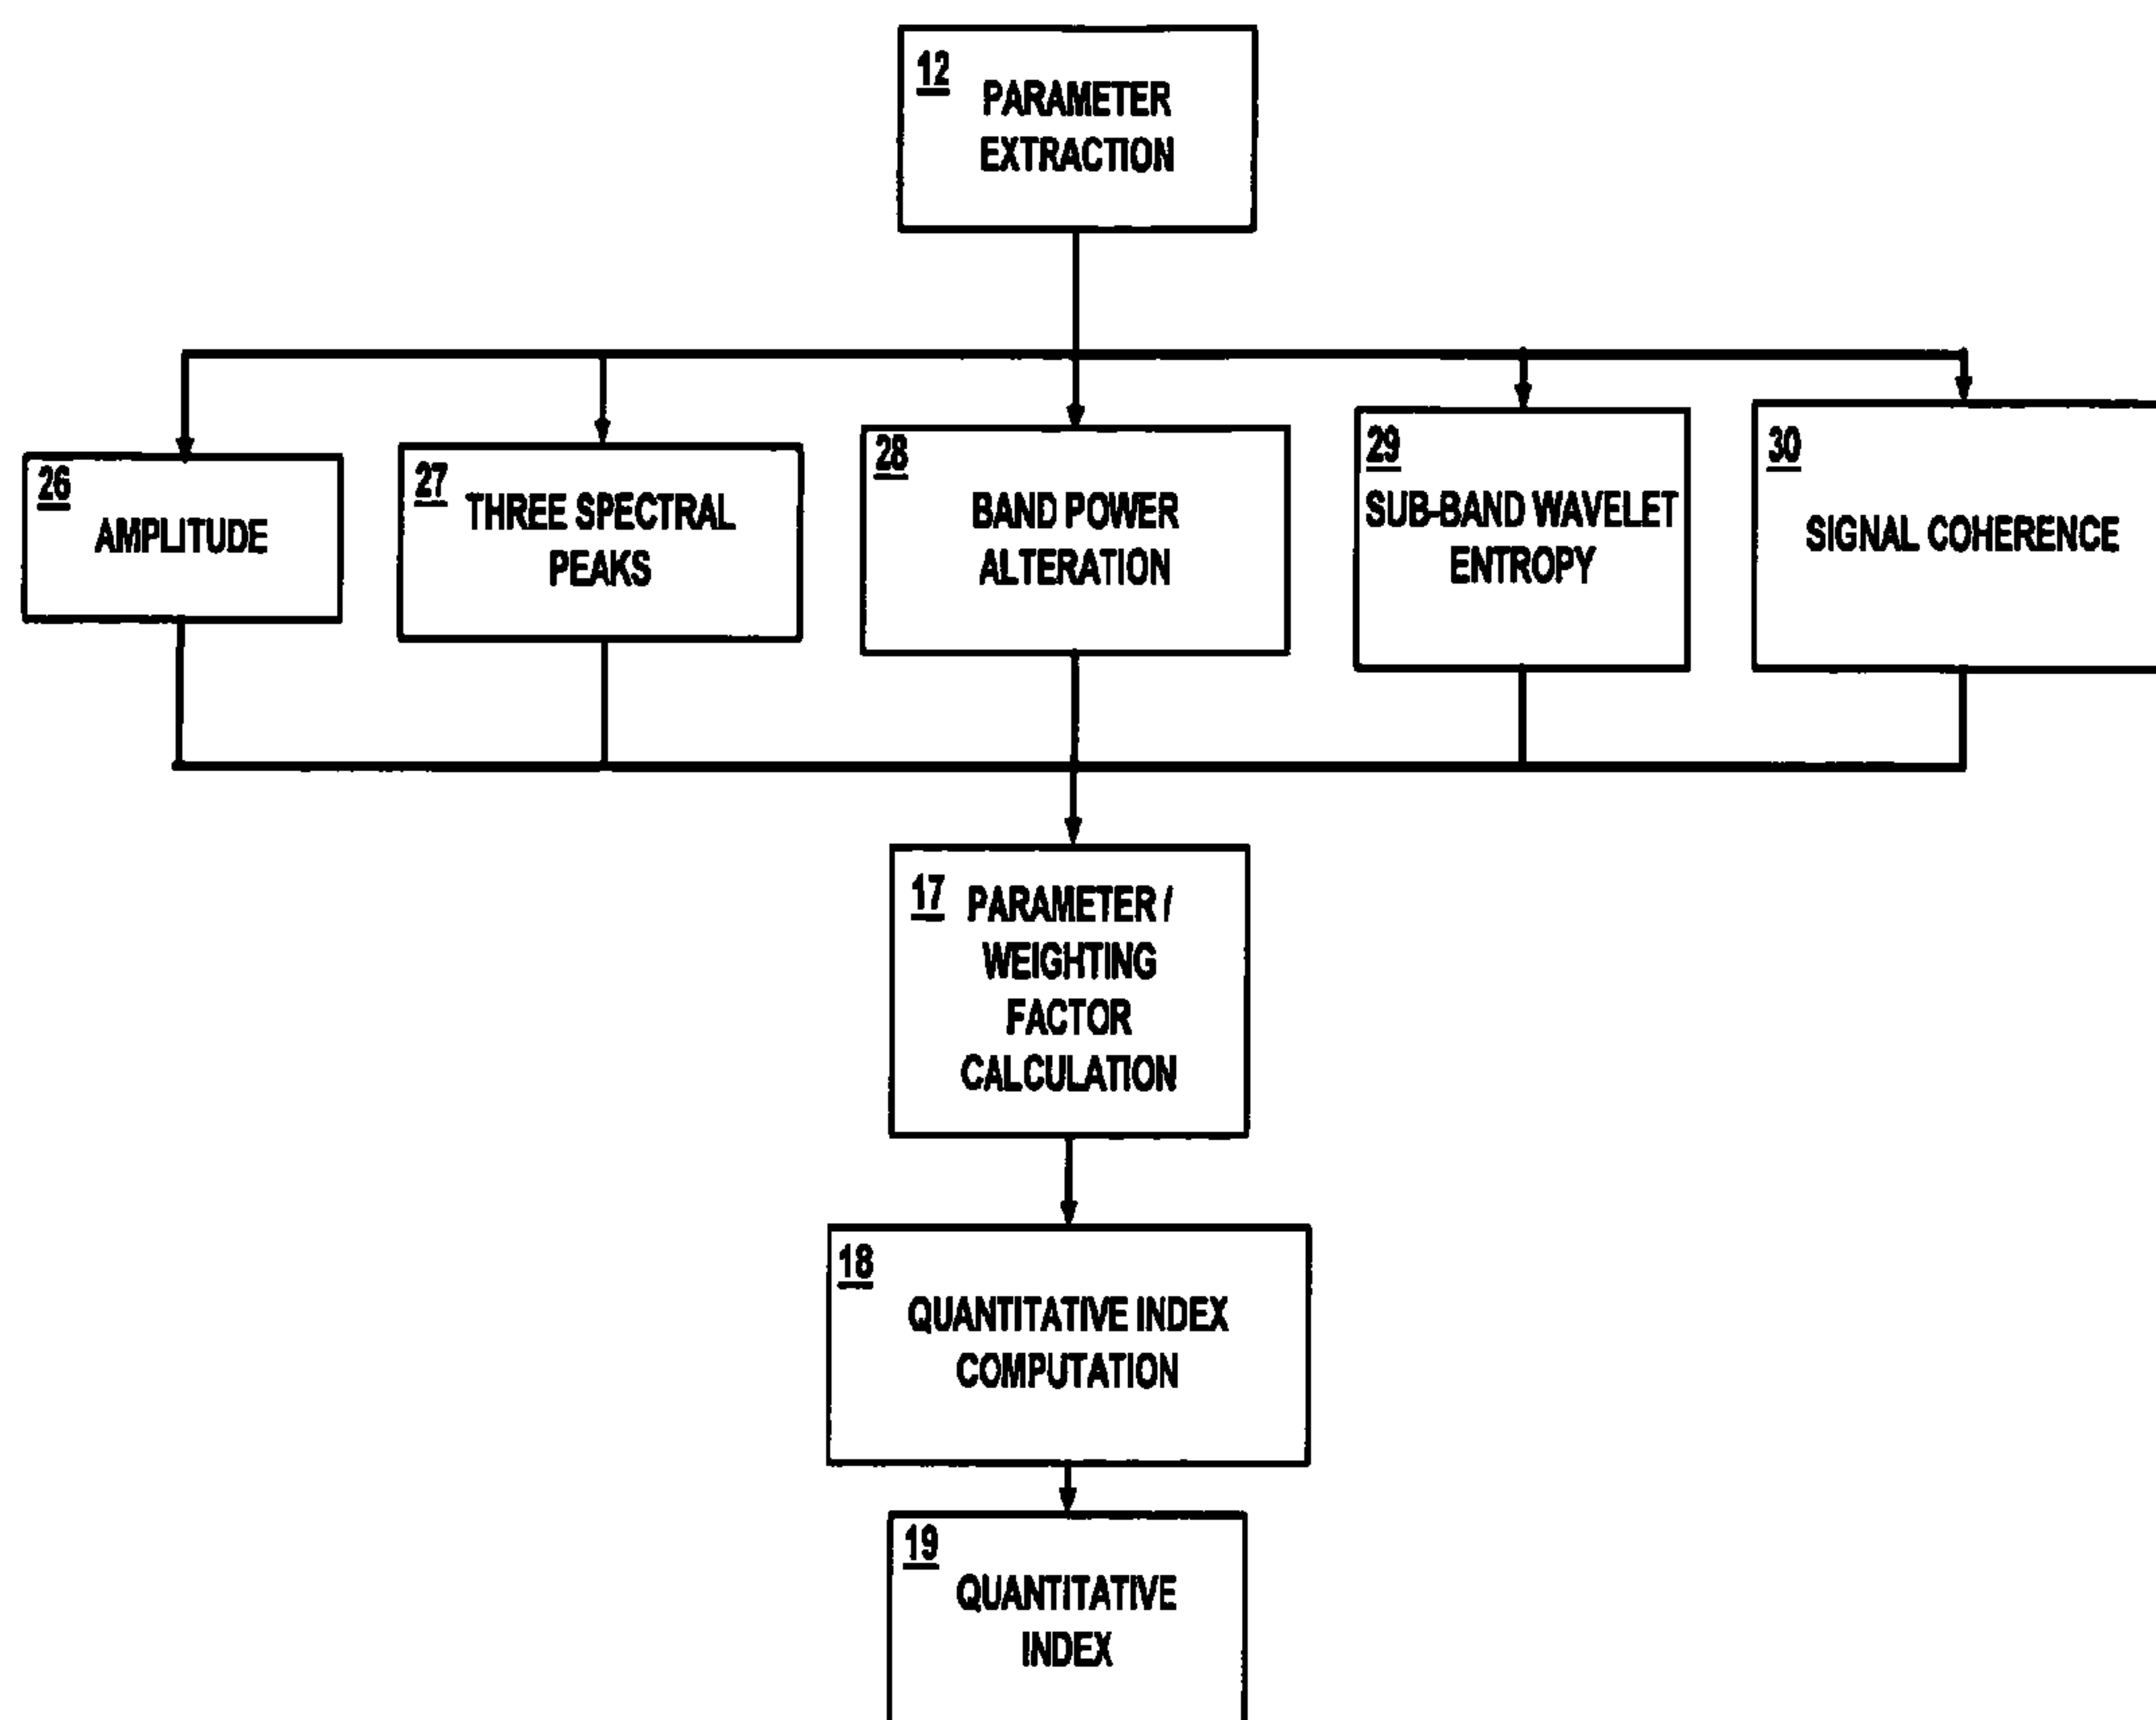 12
PARAMETER
EXTRACTION
26
AMPLITUDE
27
THREE SPECTRAL
PEAKS
28
BAND POWER
ALTERATION
29
SUB-BAND WAVELET
ENTROPY
30
SIGNAL COHERENCE
17
PARAMETER /
WEIGHTING
FACTOR
CALCULATION
18
QUANTITATIVE INDEX
COMPUTATION
19
QUANTITATIVE
INDEX